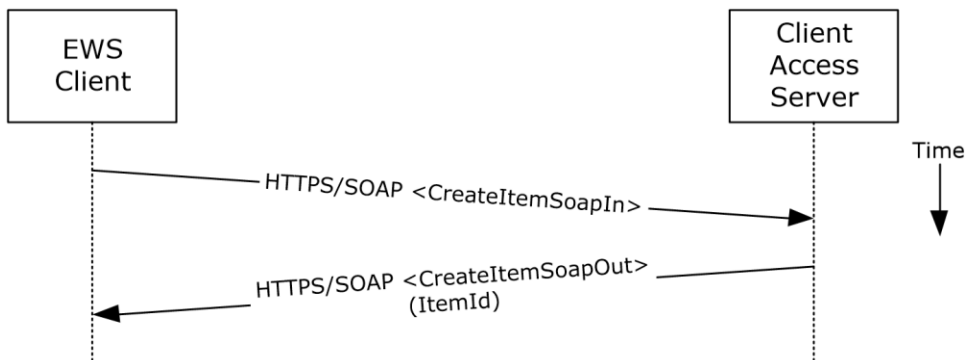 EWS
Client
Client
Access
Server
Time
HTTPS/SOAP <CreateItemSoapIn>
HTTPS/SOAP <CreateItemSoapOut>
(ItemId)